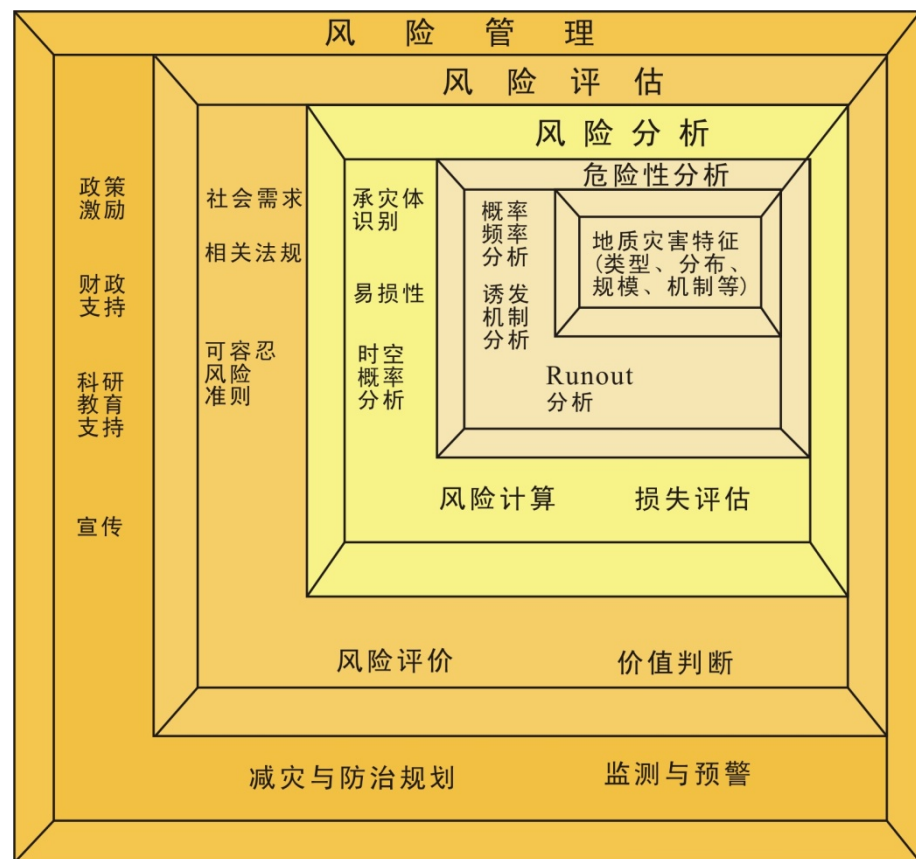 风险管理
风险评估
风险分析
危险性分析
地质灾害特征
(类型、分布、
规模、机制等)
概率
频率
分析
诱发
机制
分析
Runout
分析
承灾体
识别
易损性
时空
概率
分析
风险计算
损失评估
社会需求
相关法规
可容忍
风险
准则
风险评价
价值判断
政策
激励
财政
支持
科研
教育
支持
宣传
减灾与防治规划
监测与预警